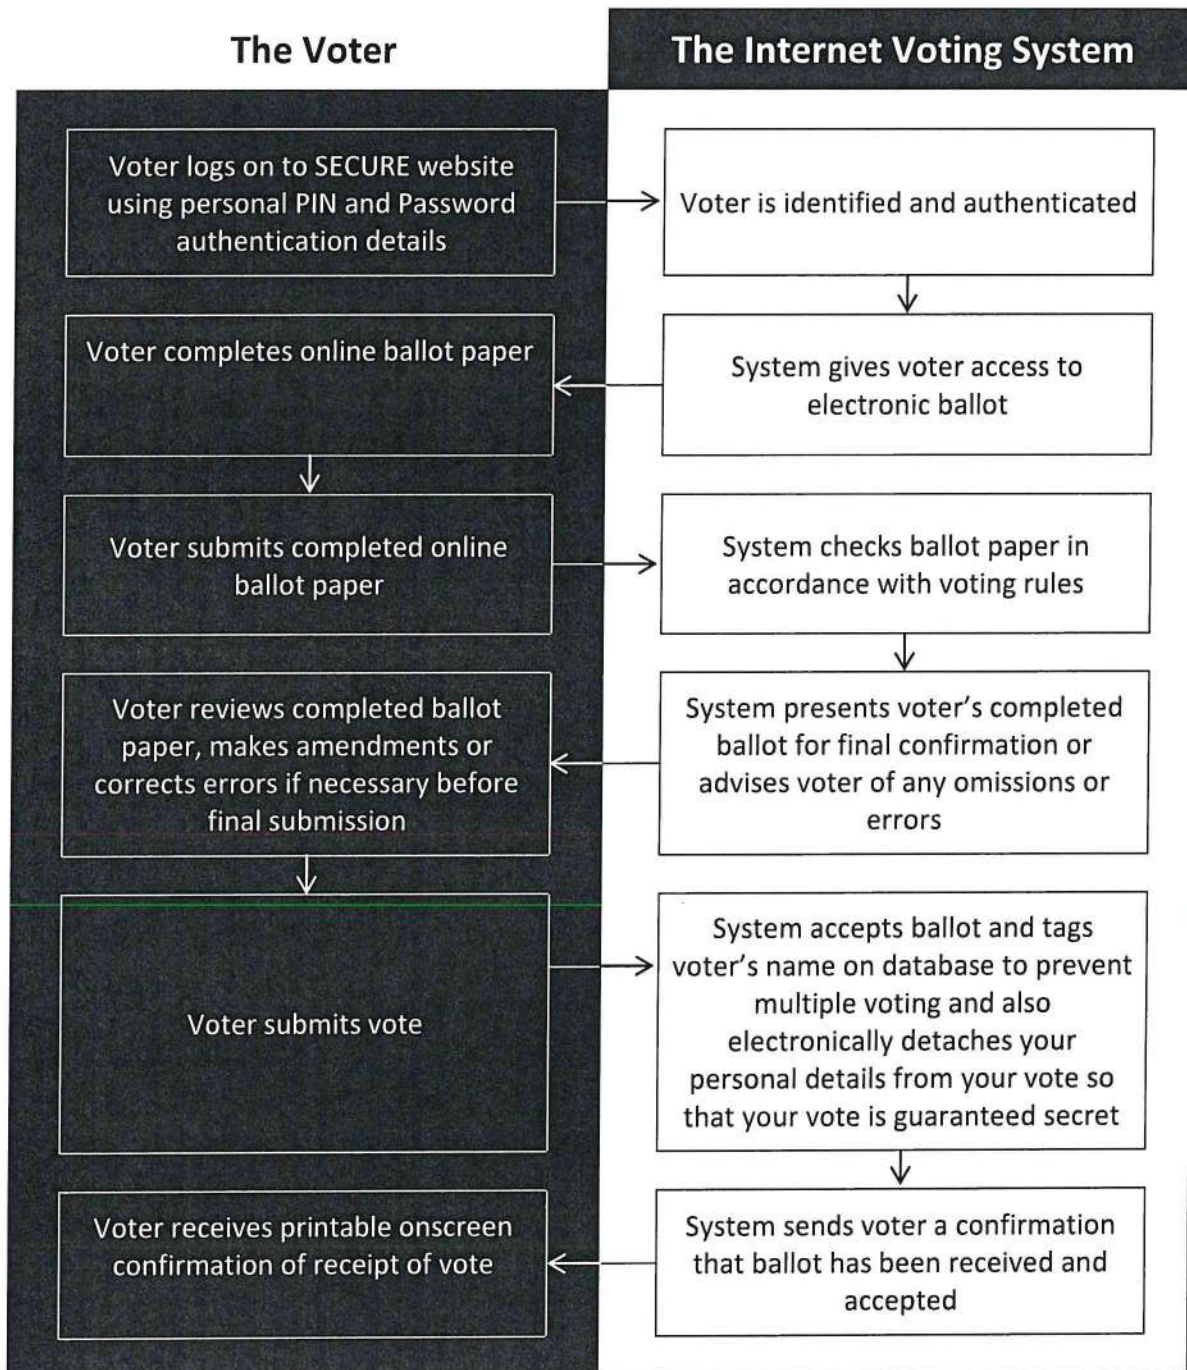 The Voter
The Internet Voting System
Voter logs on to SECURE website
using personal PIN and Password
authentication details
Voter is identified and authenticated
Voter completes online ballot paper
System gives voter access to
electronic ballot
Voter submits completed online
ballot paper
System checks ballot paper in
accordance with voting rules
Voter reviews completed ballot
paper, makes amendments or
corrects errors if necessary before
final submission
System presents voter's completed
ballot for final confirmation or
advises voter of any omissions or
errors
Voter submits vote
System accepts ballot and tags
voter's name on database to prevent
multiple voting and also
electronically detaches your
personal details from your vote so
that your vote is guaranteed secret
Voter receives printable onscreen
confirmation of receipt of vote
System sends voter a confirmation
that ballot has been received and
accepted